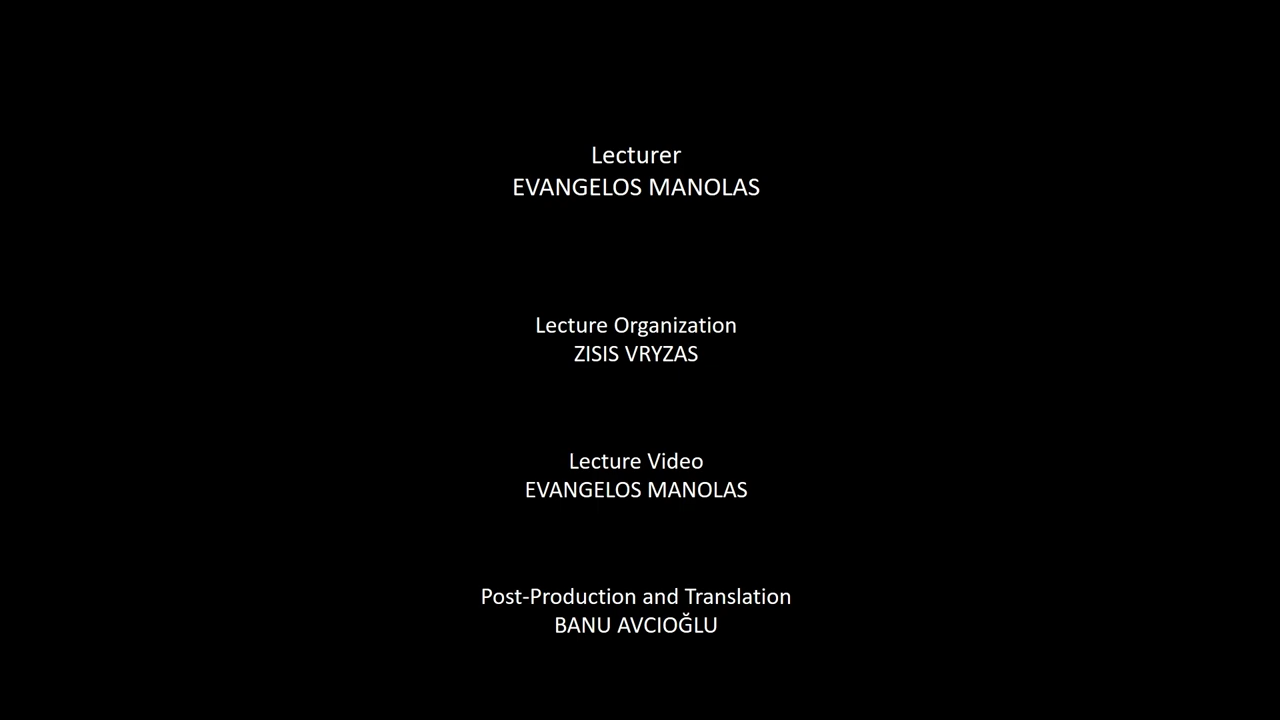 Lecturer
EVANGELOS MANOLAS
Lecture Organization
ZISIS VRYZAS
Lecture Video
EVANGELOS MANOLAS
Post-Production and Translation
BANU AVCIOĞLU